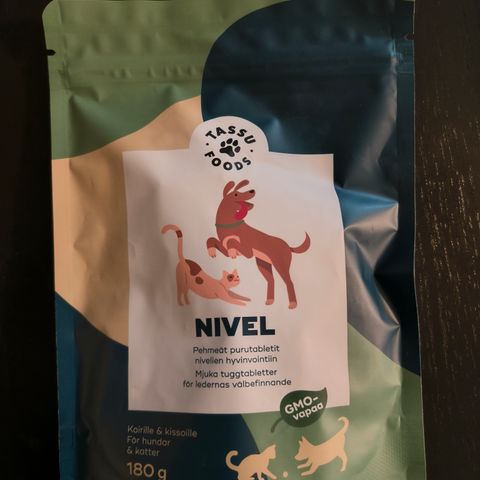 TASSU
FOODS
NIVEL
Pehmeät purutabletit
nivelien hyvinvointiin
Mjuka tuggtabletter
för ledernas välbefinnande
GMO-
vapaa
Koirille & kissoille
För hundor
& katter
180 g